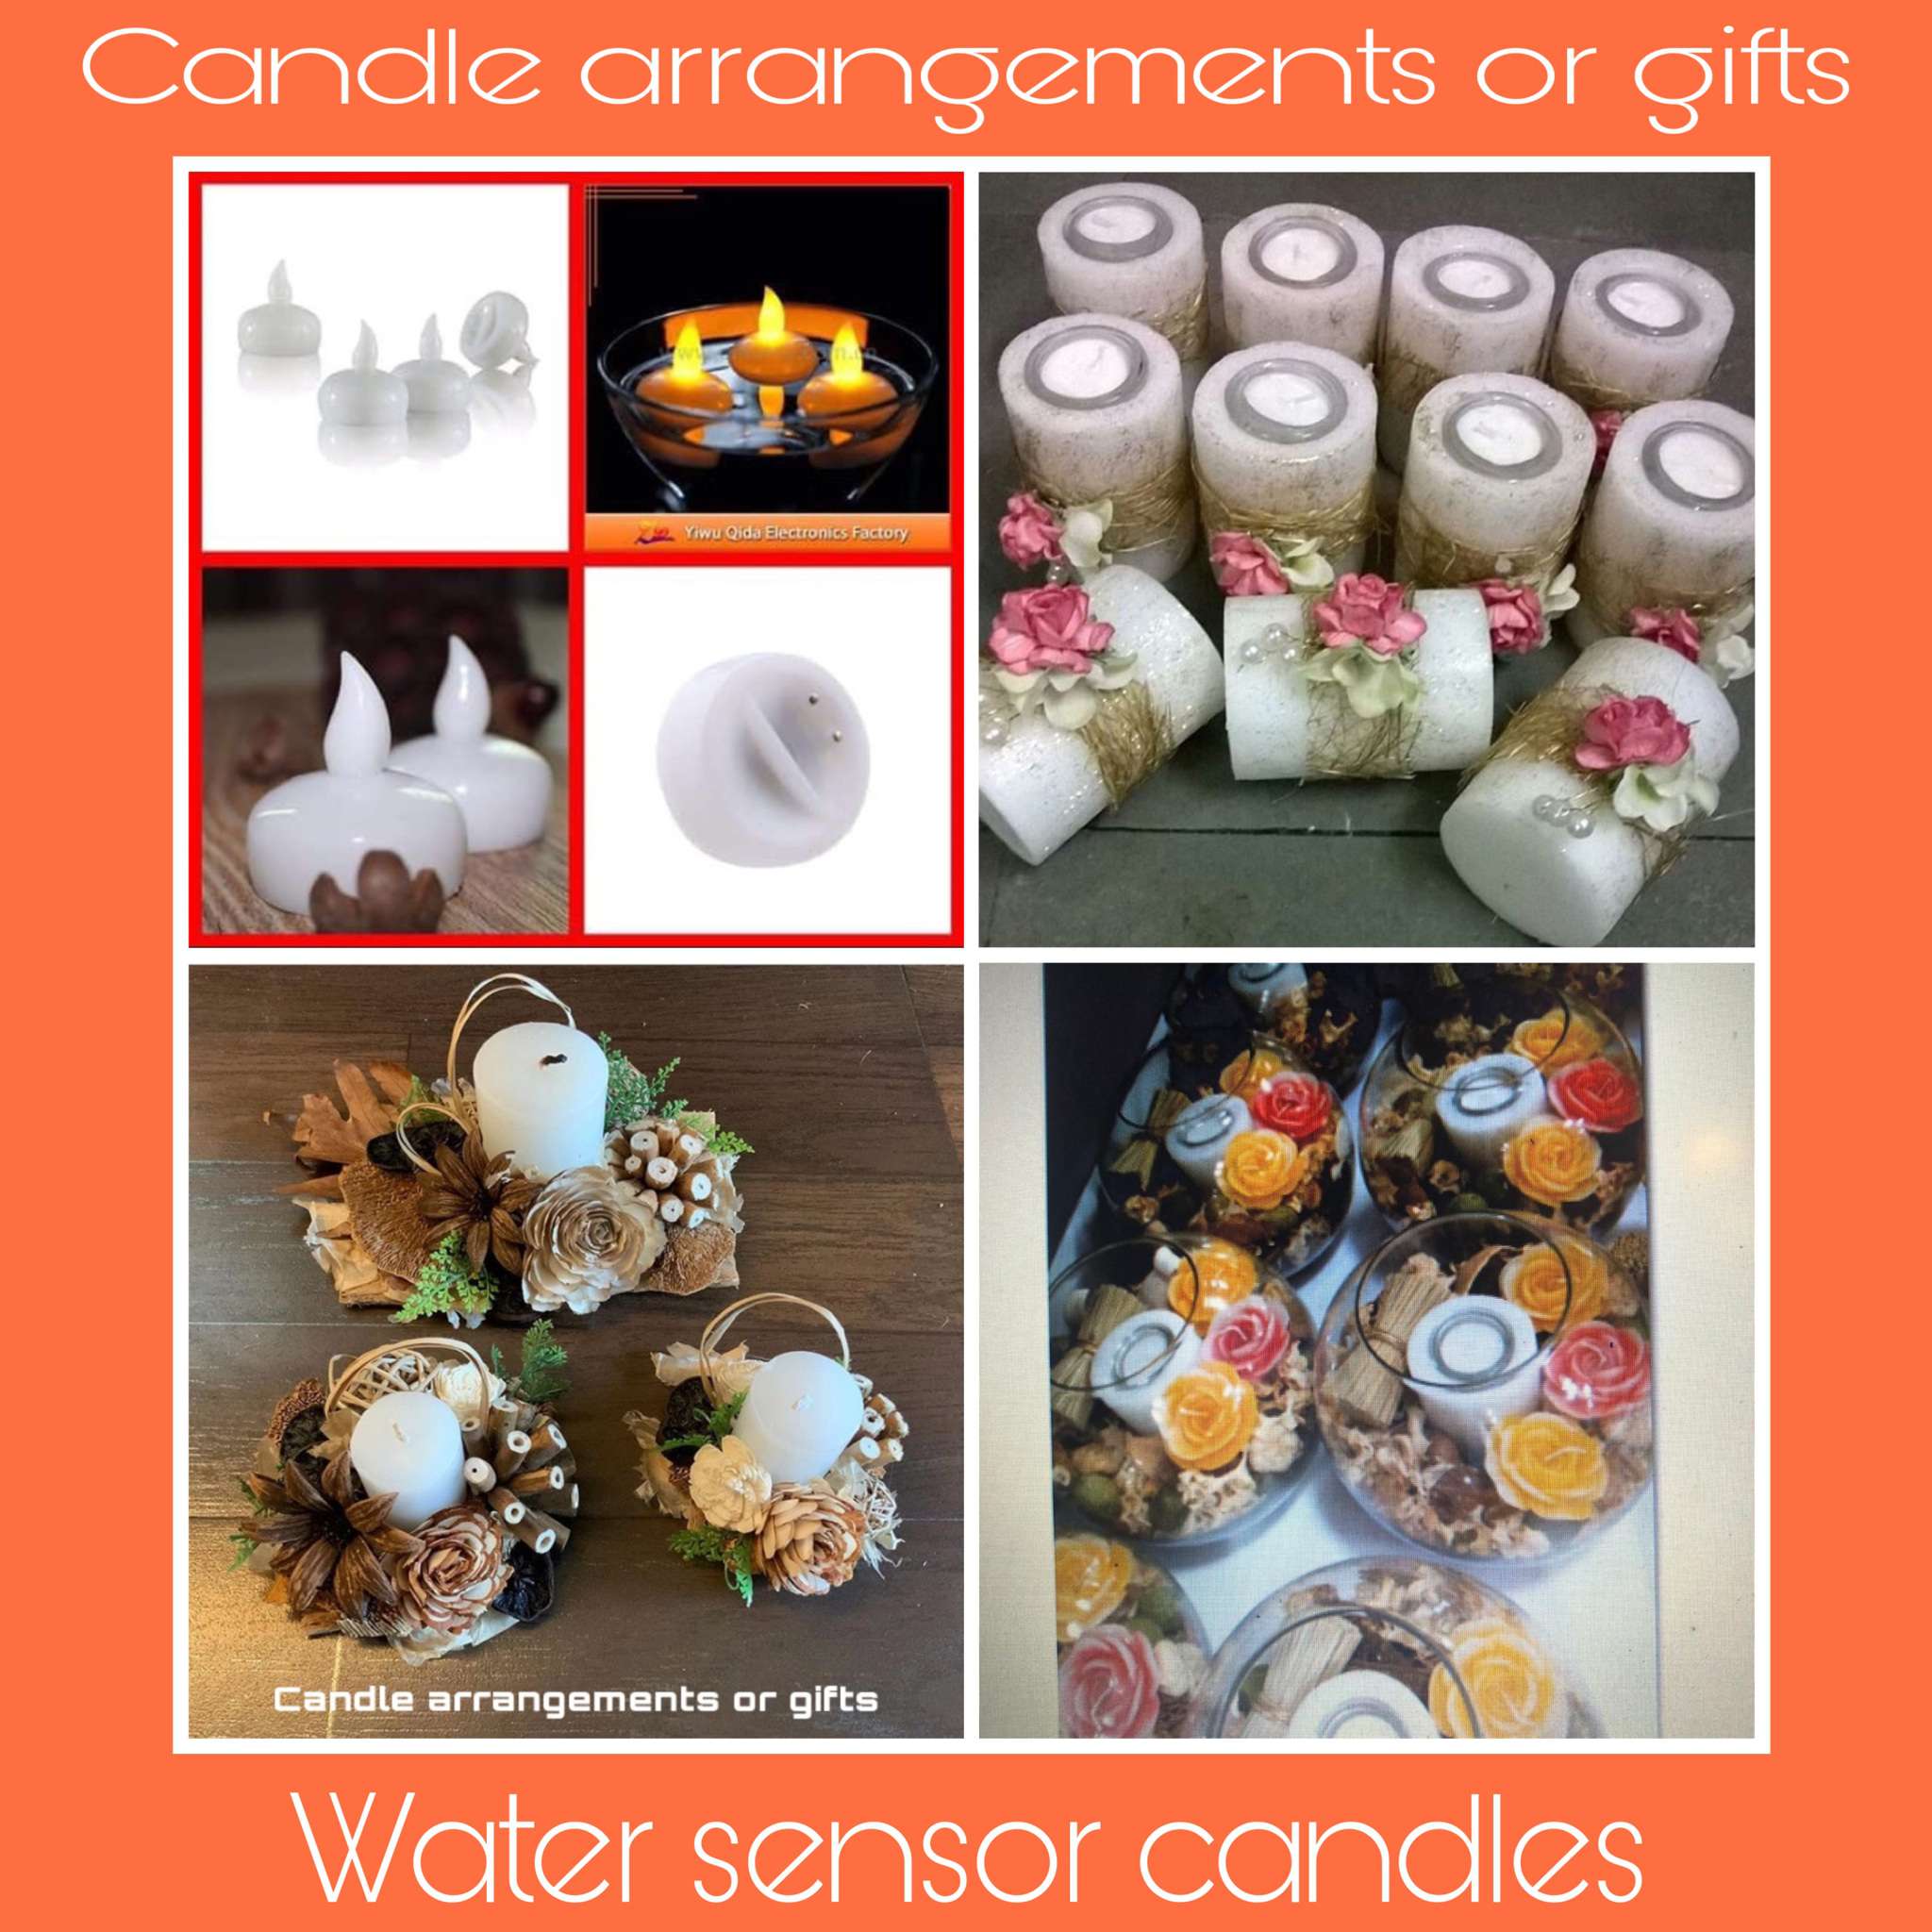 Candle arrangements or gifts
Yiwu Qida Electronics Factory
Candle arrangements or gifts
Water sensor candles